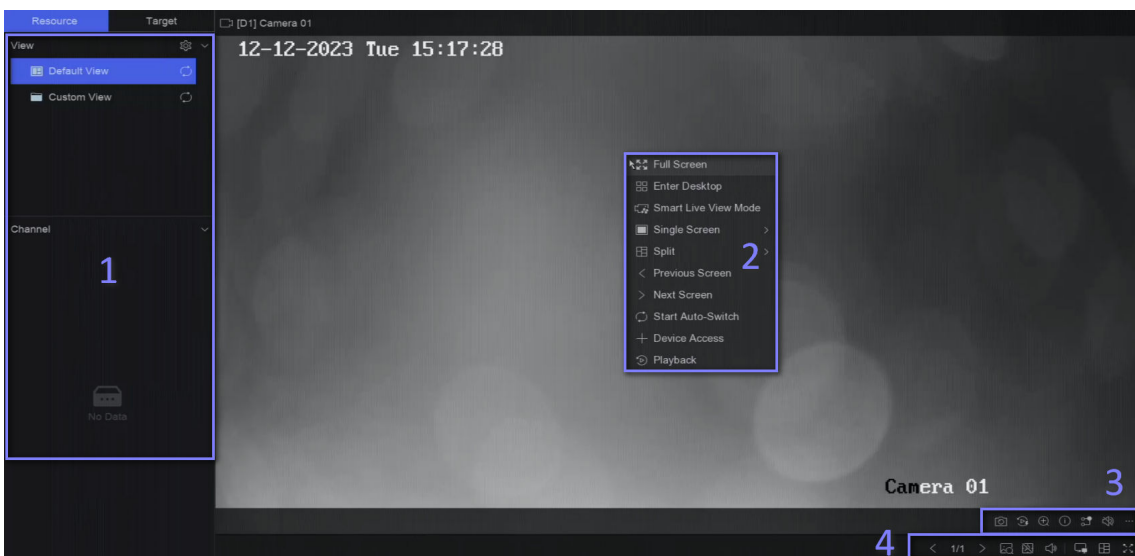 Resource Target
[D1] Camera 01
12-12-2023 Tue 15:17:28
View
Default View
Custom View
Channel
1
No Data
Full Screen
Enter Desktop
Smart Live View Mode
Single Screen
Split
2
Previous Screen
Next Screen
Start Auto-Switch
Device Access
Playback
Camera 01
3
4
1/1